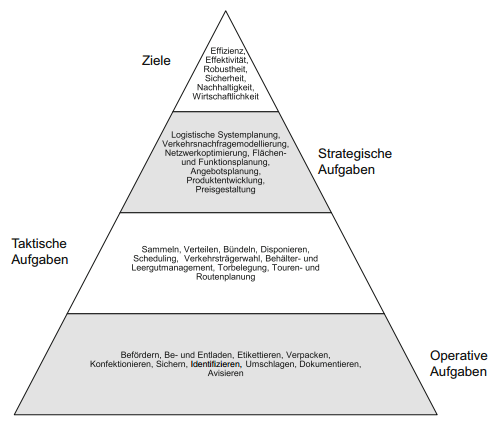 Ziele
Effizienz,
Effektivität,
Robustheit,
Sicherheit,
Nachhaltigkeit,
Wirtschaftlichkeit
Logistische Systemplanung,
Verkehrsnachfragemodellierung,
Netzwerkoptimierung, Flächen-
und Funktionsplanung,
Angebotsplanung,
Produktentwicklung,
Preisgestaltung
Strategische
Aufgaben
Taktische
Aufgaben
Sammeln, Verteilen, Bündeln, Disponieren,
Scheduling, Verkehrsträgerwahl, Behälter- und
Leergutmanagement, Torbelegung, Touren- und
Routenplanung
Befördern, Be- und Entladen, Etikettieren, Verpacken,
Konfektionieren, Sichern, Identifizieren, Umschlagen, Dokumentieren,
Avisieren
Operative
Aufgaben